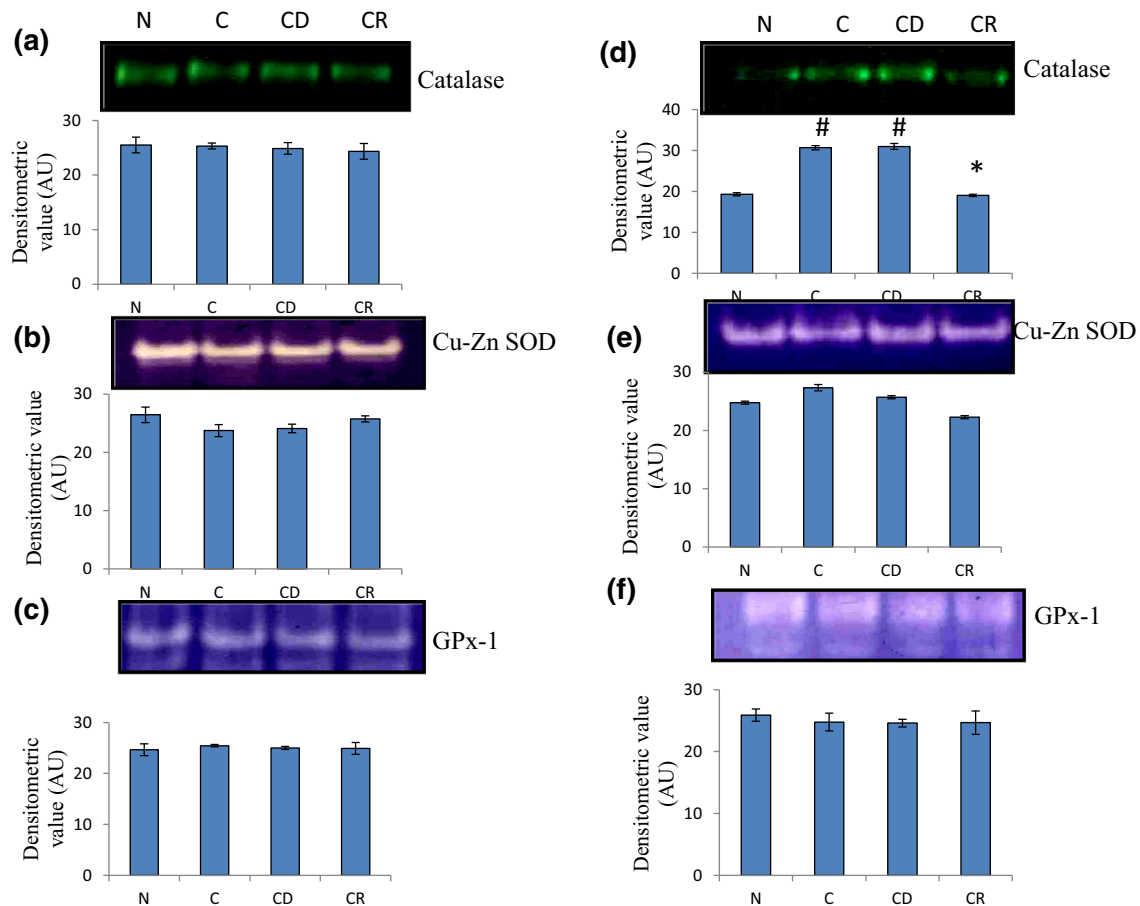 N C CD CR
(a)
Catalase
30
20
10
0
Densitometric
value (AU)
N C CD CR
(b)
Cu-Zn SOD
30
20
10
0
Densitometric value
(AU)
N C CD CR
(c)
GPx-1
30
20
10
0
Densitometric
value (AU)
N C CD CR
N C CD CR
(d)
Catalase
40
30
20
10
0
Densitometric
value (AU)
# # *
N C CD CR
(e)
Cu-Zn SOD
30
20
10
0
Densitometric value
(AU)
N C CD CR
(f)
GPx-1
30
20
10
0
Densitometric value
(AU)
N C CD CR